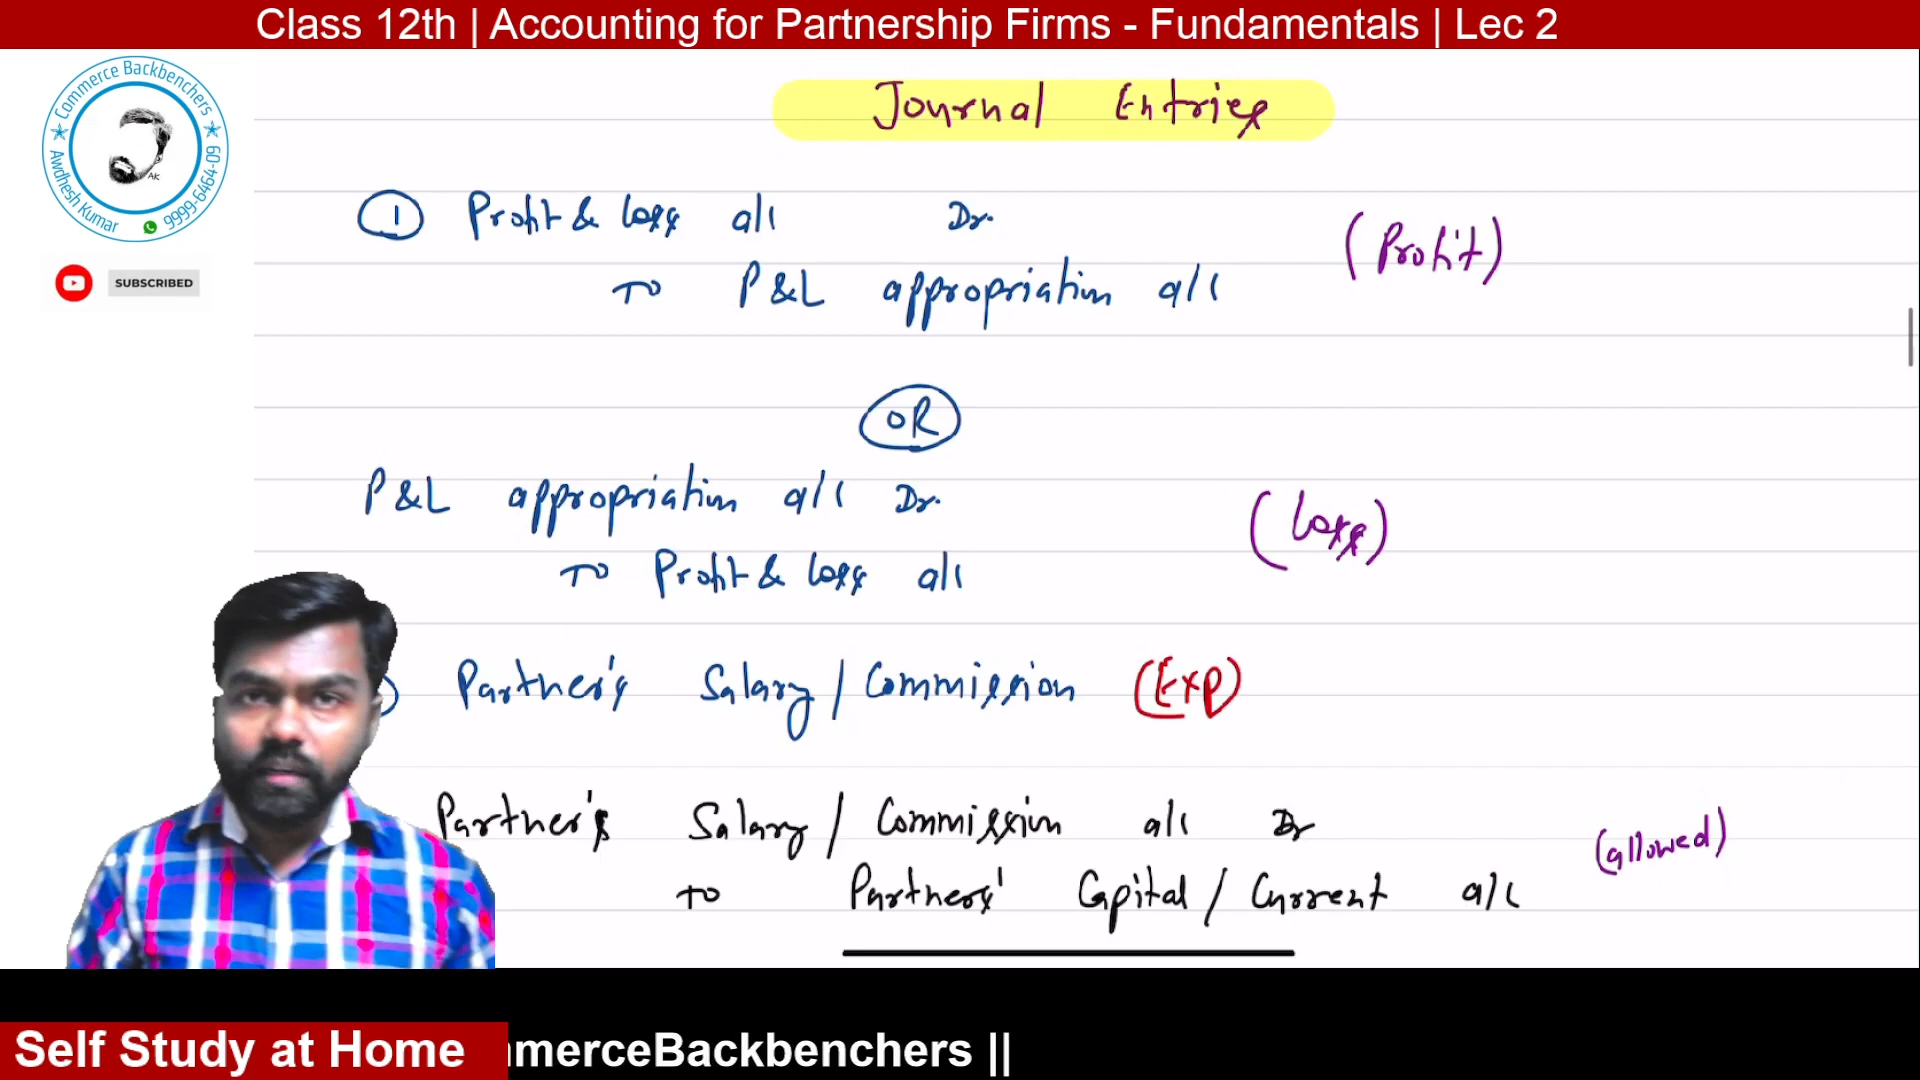 Class 12th | Accounting for Partnership Firms - Fundamentals | Lec 2
Commerce Backbenchers
Awdhesh Kumar
9999-6464-09
AK
SUBSCRIBED
Journal Entries
1 Profit & Loss a/c Dr.
To P&L appropriation a/c
(Profit)
OR
P&L appropriation a/c Dr.
To Profit & Loss a/c
(Loss)
Partner's Salary / Commission (Exp)
Partner's Salary / Commission a/c Dr
To Partners' Capital / Current a/c
(allowed)
Self Study at Home
mmerceBackbenchers ||